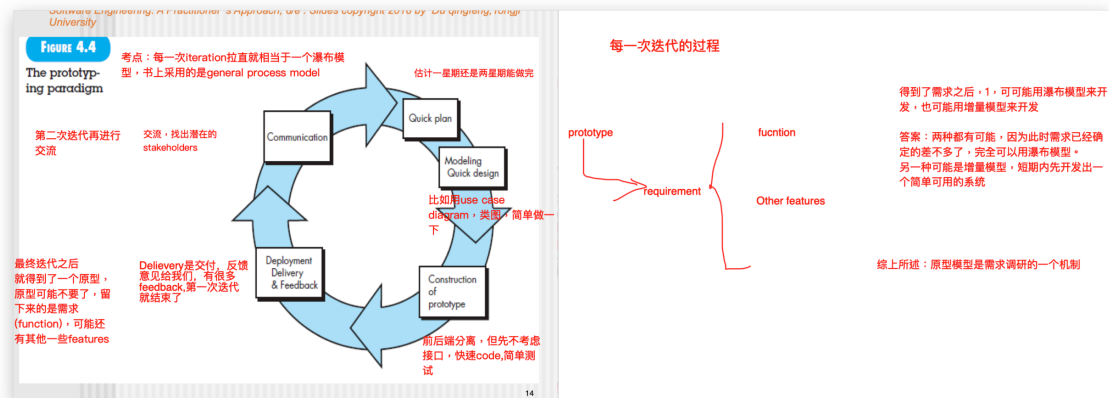 Software Engineering: A Practitioner's Approach, 8/e . Slides copyright 2018 by Du qingfeng,Tongji
University
FIGURE 4.4
The prototyp-
ing paradigm
考点：每一次iteration拉直就相当于一个瀑布模
型，书上采用的是general process model
估计一星期还是两星期能做完
Communication
Quick plan
Modeling
Quick design
第二次迭代再进行
交流
交流、找出潜在的
stakeholders
比如用use case
diagram，类图，简单做一
下
Construction
of
prototype
Deployment
Delivery
& Feedback
Delievery是交付，反馈
意见给我们，有很多
feedback,第一次迭代
就结束了
最终迭代之后
就得到了一个原型，
原型可能不要了，留
下来的是需求
(function)，可能还
有其他一些features
前后端分离，但先不考虑
接口，快速code,简单测
试
14
每一次迭代的过程
prototype
requirement
fucntion
Other features
得到了需求之后，1，可可能用瀑布模型来开
发，也可能用增量模型来开发
答案：两种都有可能，因为此时需求已经确
定的差不多了，完全可以用瀑布模型。
另一种可能是增量模型，短期内先开发出一
个简单可用的系统
综上所述：原型模型是需求调研的一个机制